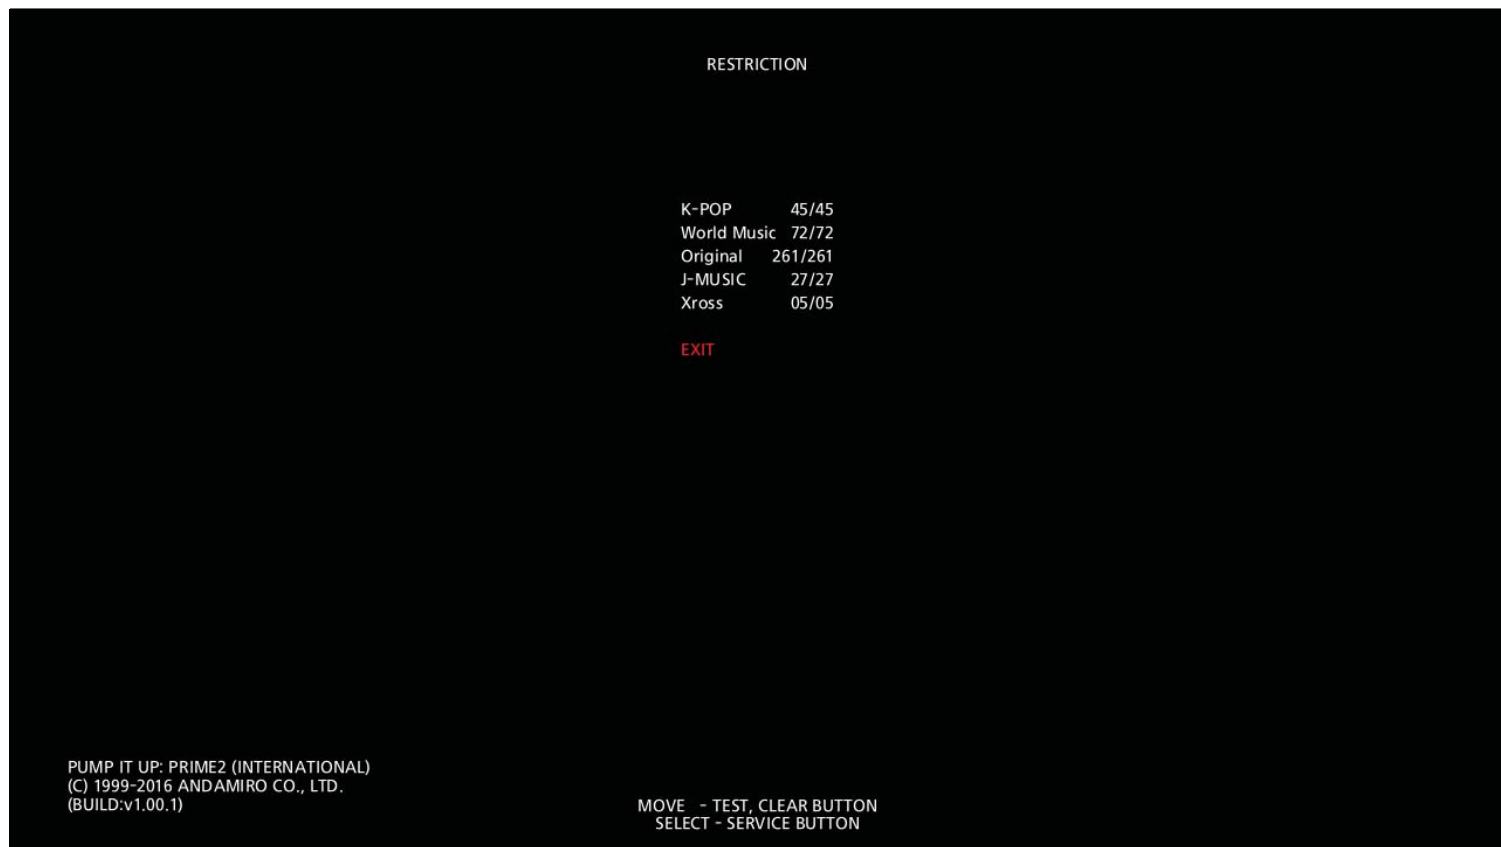 RESTRICTION
K-POP 45/45
World Music 72/72
Original 261/261
J-MUSIC 27/27
Xross 05/05
EXIT
PUMP IT UP: PRIME2 (INTERNATIONAL)
(C) 1999-2016 ANDAMIRO CO., LTD.
(BUILD:v1.00.1)
MOVE - TEST, CLEAR BUTTON
SELECT - SERVICE BUTTON